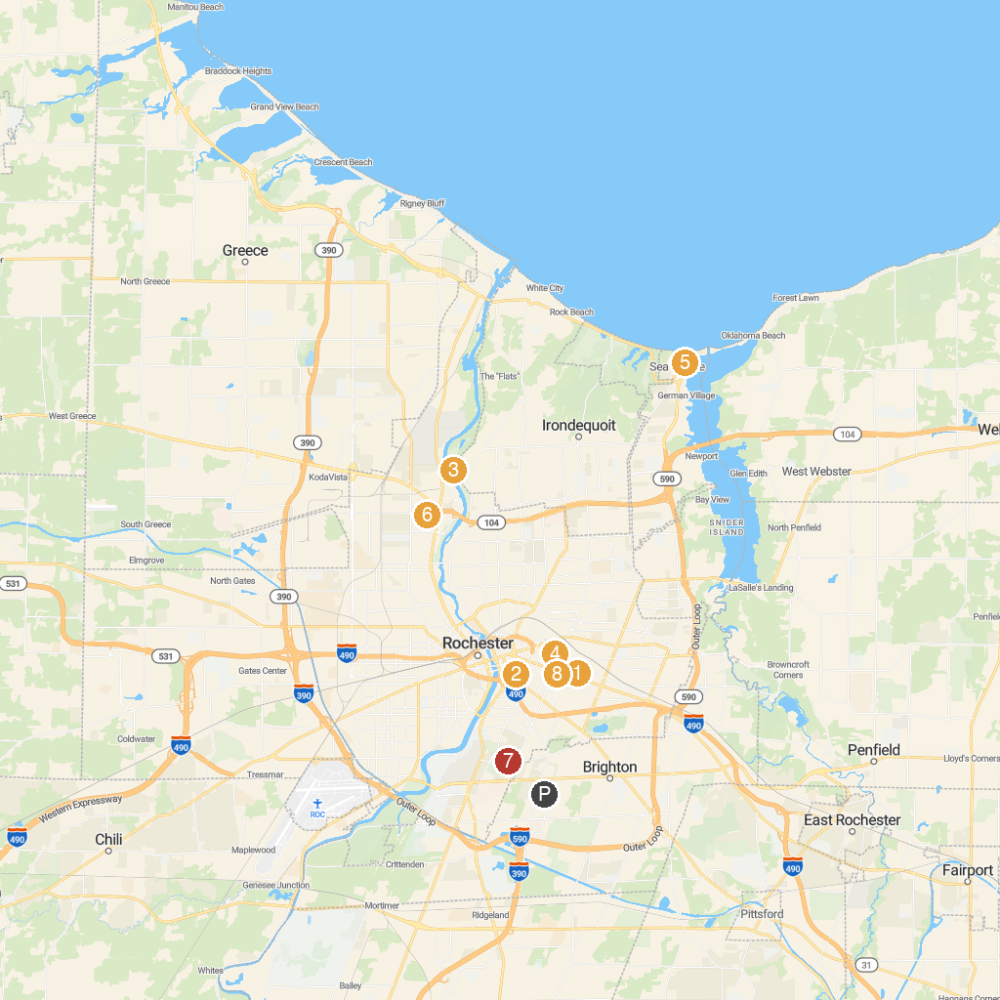 Manitou Beach
Braddock Heights
Grand View Beach
Crescent Beach
Rigney Bluff
Greece
390
North Greece
White City
Rock Beach
Forest Lawn
Oklahoma Beach
5
Sea
The "Flats"
German Village
West Greece
Irondequoit
104
390
Newport
3
KodaVista
590
Glen Edith
West Webster
Bay View
6
104
South Greece
SNIDER
ISLAND
North Penfield
Elmgrove
North Gates
531
390
LaSalle's Landing
Outer Loop
Rochester
4
490
531
Gates Center
2
8
1
Browncroft
Corners
390
490
590
490
Coldwater
490
7
Penfield
Lloyd's Corners
Brighton
Tressmar
P
ROC
Western Expressway
Outer Loop
East Rochester
490
Chili
590
Outer Loop
Maplewood
Crittenden
390
490
Fairport
Genesee Junction
Mortimer
Ridgeland
Pittsford
Whites
31
Bailey